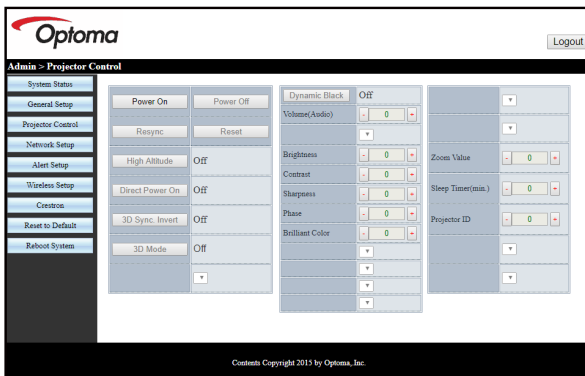 Optoma
Logout
Admin > Projector Control
System Status
General Setup
Projector Control
Network Setup
Alert Setup
Wireless Setup
Crestron
Reset to Default
Reboot System
Power On
Power Off
Resync
Reset
High Altitude Off
Direct Power On Off
3D Sync. Invert Off
3D Mode Off
Dynamic Black Off
Volume(Audio) - 0 +
Brightness - 0 +
Contrast - 0 +
Sharpness - 0 +
Phase - 0 +
Brilliant Color - 0 +
Zoom Value - 0 +
Sleep Timer(min.) - 0 +
Projector ID - 0 +
Contents Copyright 2015 by Optoma, Inc.